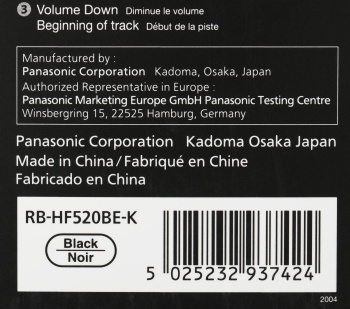 3 Volume Down Diminue le volume
Beginning of track Début de la piste
Manufactured by :
Panasonic Corporation Kadoma, Osaka, Japan
Authorized Representative in Europe :
Panasonic Marketing Europe GmbH Panasonic Testing Centre
Winsbergring 15, 22525 Hamburg, Germany
Panasonic Corporation Kadoma Osaka Japan
Made in China/Fabriqué en Chine
Fabricado en China
RB-HF520BE-K
Black
Noir
5 025232 937424
2004